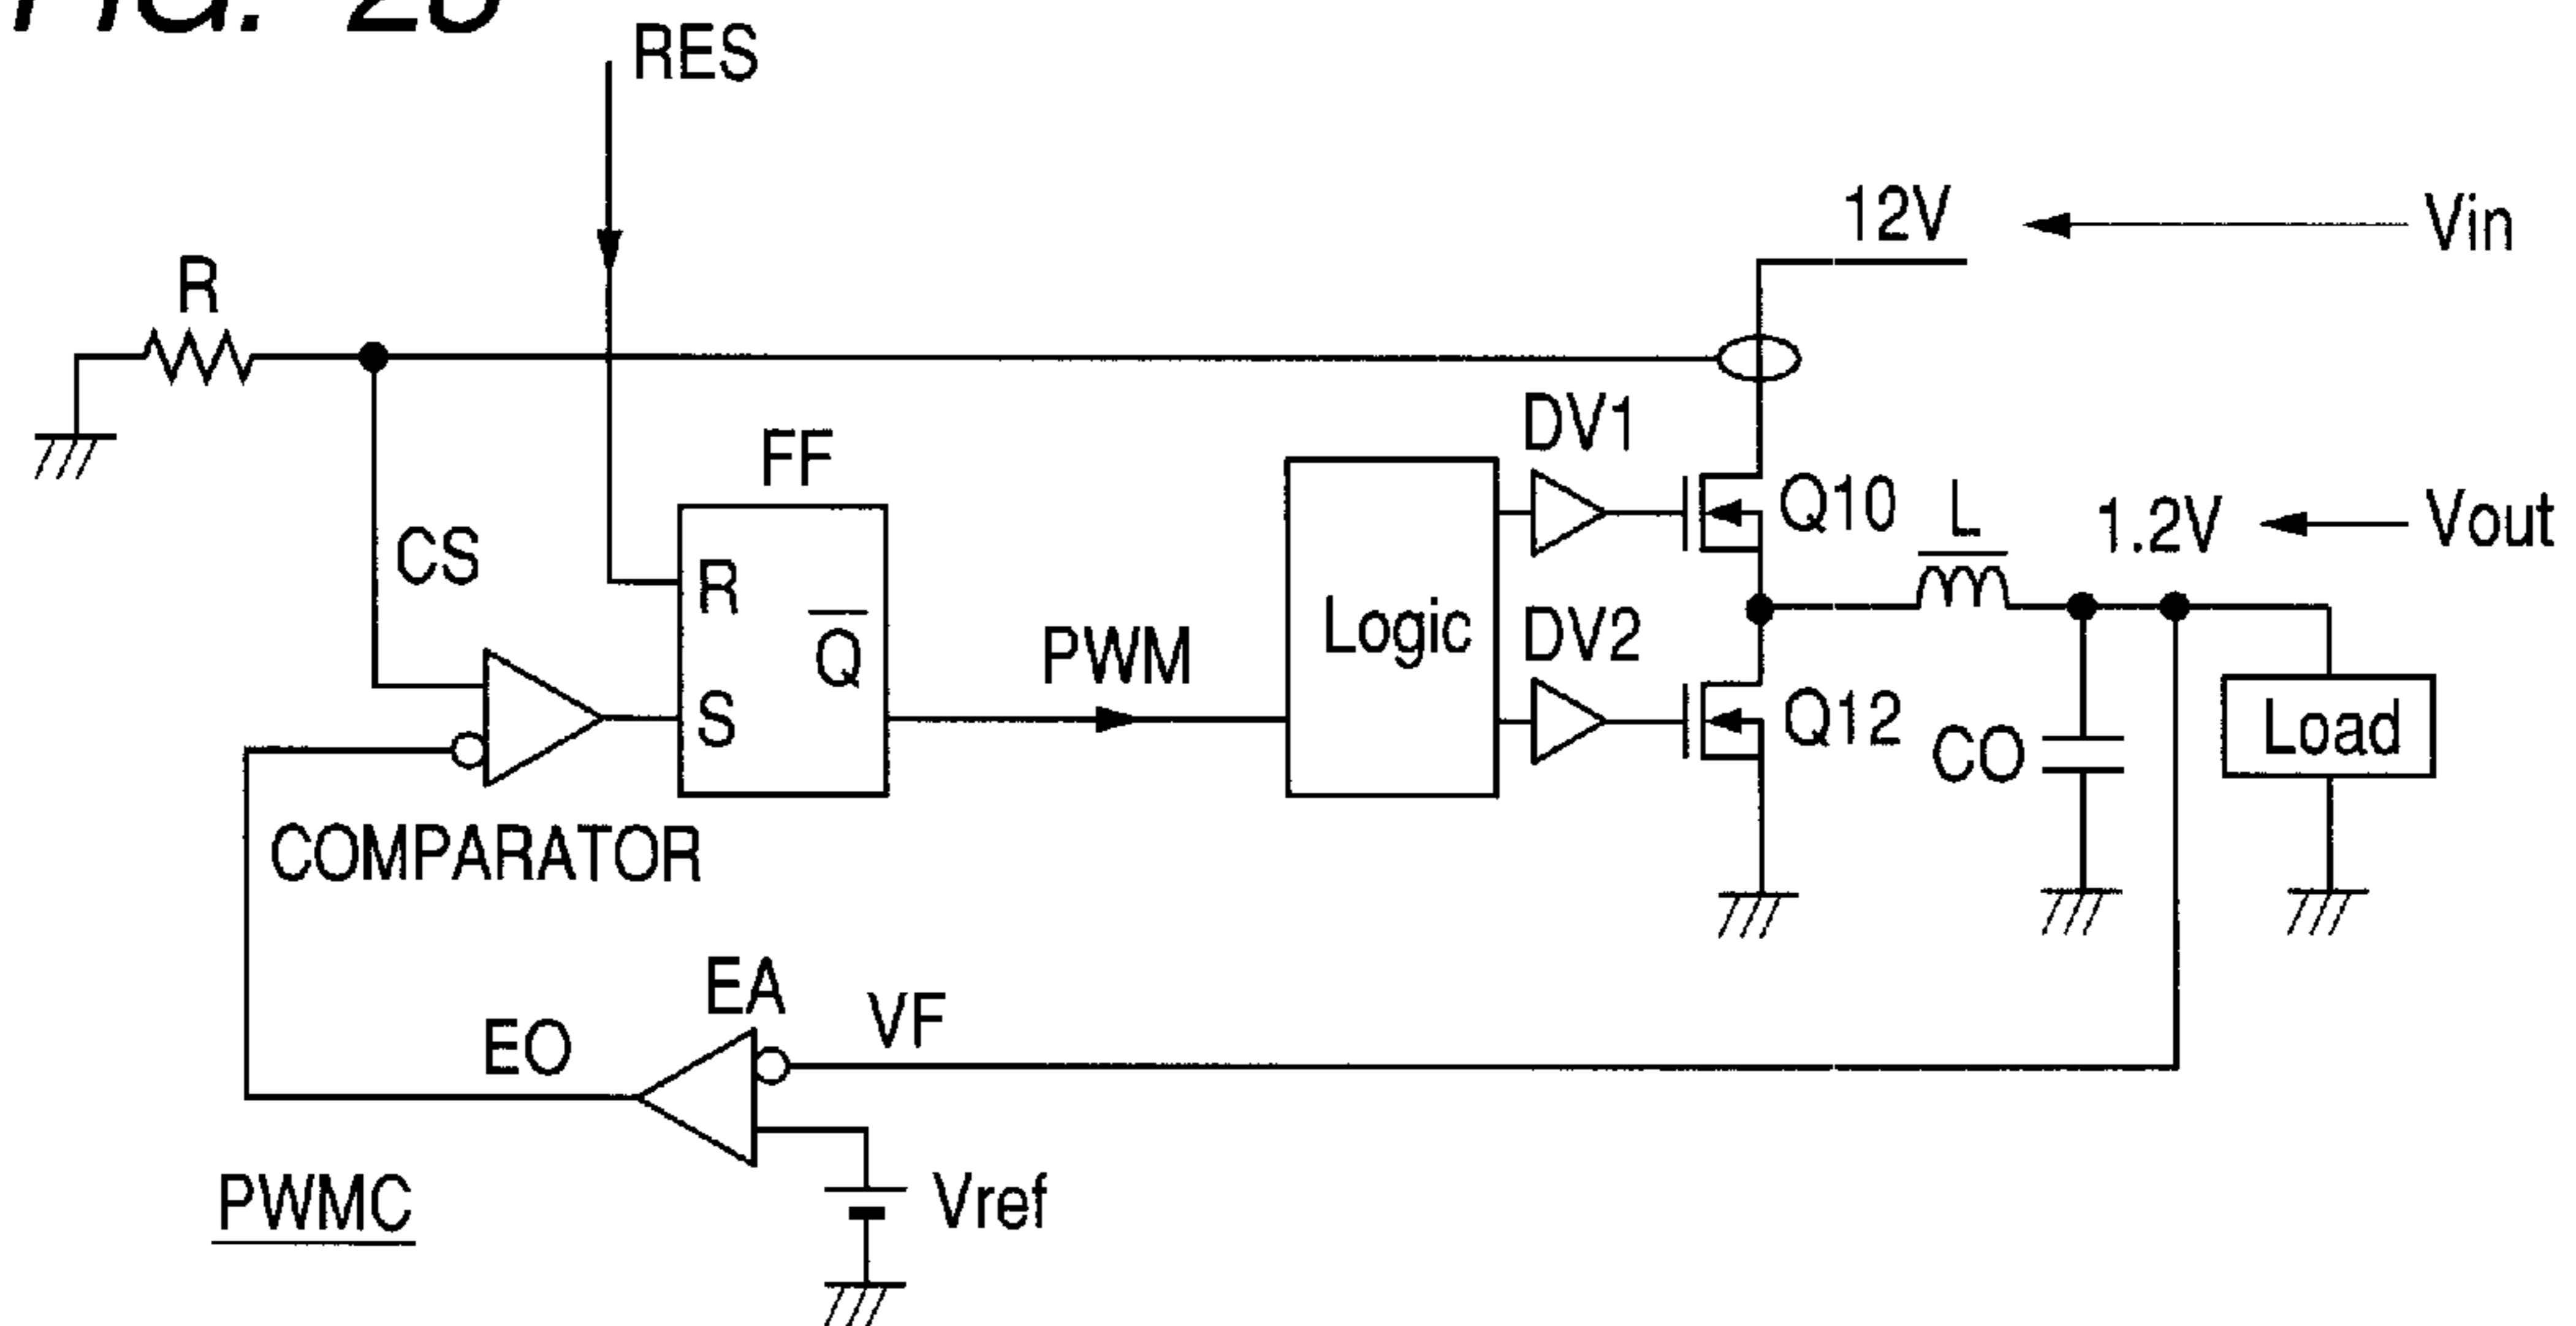 RES
12V
Vin
R
DV1
FF
Q10
L
1.2V
Vout
CS
R
Q
S
PWM
Logic
DV2
Q12
CO
Load
COMPARATOR
EA
VF
EO
PWMC
Vref